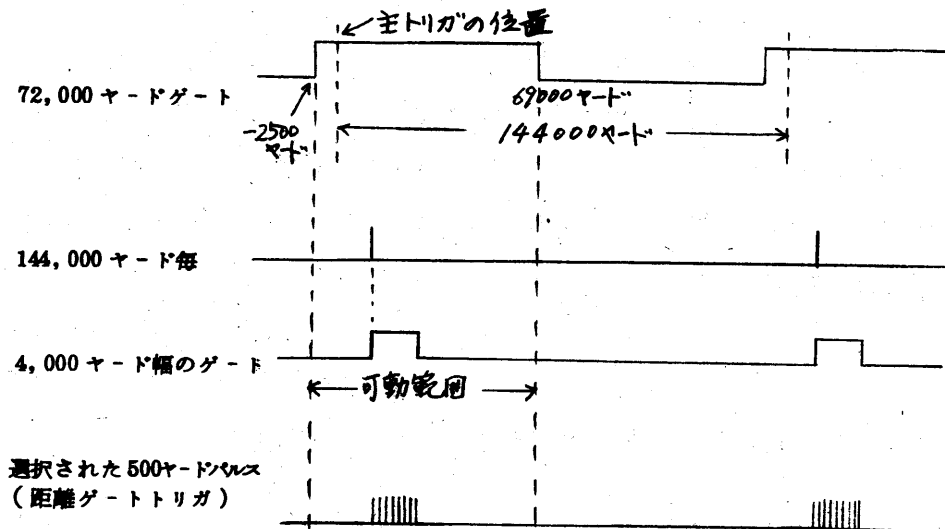 主トリガの位置
72,000ヤードゲート
69000ヤード
-2500
ヤード
144000ヤード
144,000ヤード毎
4,000ヤード幅のゲード
可動範囲
選択された500ヤードパルス
(距離ゲートトリガ)